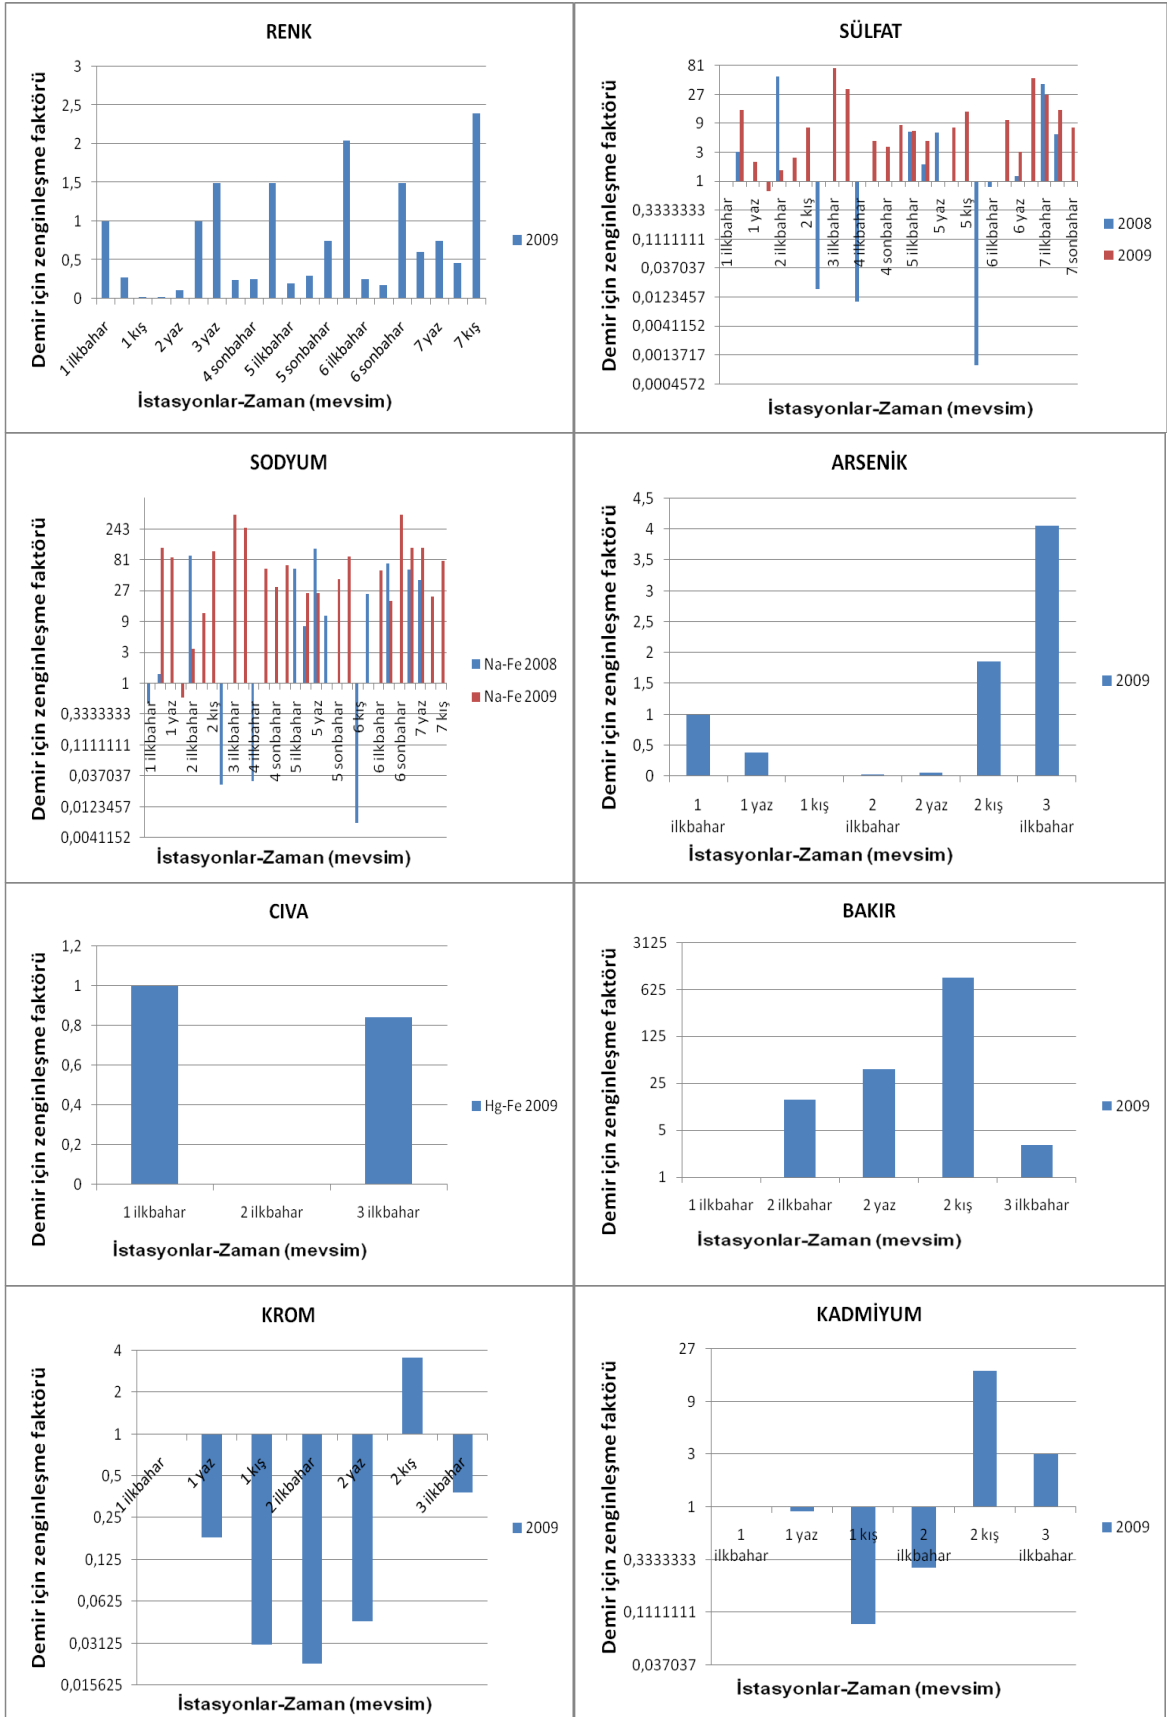 RENK
Demir için zenginleşme faktörü
3
2,5
2
1,5
1
0,5
0
1 ilkbahar
1 kış
2 yaz
3 yaz
4 sonbahar
5 ilkbahar
5 sonbahar
6 ilkbahar
6 sonbahar
7 yaz
7 kış
2009
İstasyonlar-Zaman (mevsim)
SÜLFAT
Demir için zenginleşme faktörü
81
27
9
3
1
0,3333333
0,1111111
0,037037
0,0123457
0,0041152
0,0013717
0,0004572
1 ilkbahar
1 yaz
2 ilkbahar
2 kış
3 ilkbahar
4 ilkbahar
4 sonbahar
5 ilkbahar
5 yaz
5 kış
6 ilkbahar
6 yaz
7 ilkbahar
7 sonbahar
2008
2009
İstasyonlar-Zaman (mevsim)
SODYUM
Demir için zenginleşme faktörü
243
81
27
9
3
1
0,3333333
0,1111111
0,037037
0,0123457
0,0041152
1 ilkbahar
1 yaz
2 ilkbahar
2 kış
3 ilkbahar
4 ilkbahar
4 sonbahar
5 ilkbahar
5 yaz
5 sonbahar
6 kış
6 ilkbahar
6 sonbahar
7 yaz
7 kış
Na-Fe 2008
Na-Fe 2009
İstasyonlar-Zaman (mevsim)
ARSENİK
Demir için zenginleşme faktörü
4,5
4
3,5
3
2,5
2
1,5
1
0,5
0
1 ilkbahar
1 yaz
1 kış
2 ilkbahar
2 yaz
2 kış
3 ilkbahar
2009
İstasyonlar-Zaman (mevsim)
CIVA
Demir için zenginleşme faktörü
1,2
1
0,8
0,6
0,4
0,2
0
1 ilkbahar
2 ilkbahar
3 ilkbahar
Hg-Fe 2009
İstasyonlar-Zaman (mevsim)
BAKIR
Demir için zenginleşme faktörü
3125
625
125
25
5
1
1 ilkbahar
2 ilkbahar
2 yaz
2 kış
3 ilkbahar
2009
İstasyonlar-Zaman (mevsim)
KROM
Demir için zenginleşme faktörü
4
2
1
0,5
0,25
0,125
0,0625
0,03125
0,015625
1 ilkbahar
1 yaz
1 kış
2 ilkbahar
2 yaz
2 kış
3 ilkbahar
2009
İstasyonlar-Zaman (mevsim)
KADMİYUM
Demir için zenginleşme faktörü
27
9
3
1
0,3333333
0,1111111
0,037037
1 ilkbahar
1 yaz
1 kış
2 ilkbahar
2 kış
3 ilkbahar
2009
İstasyonlar-Zaman (mevsim)